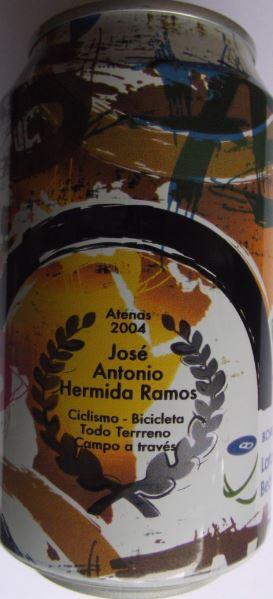 Atenas
2004
José
Antonio
Hermida Ramos
Ciclismo - Bicicleta
Todo Terrreno
Campo a través